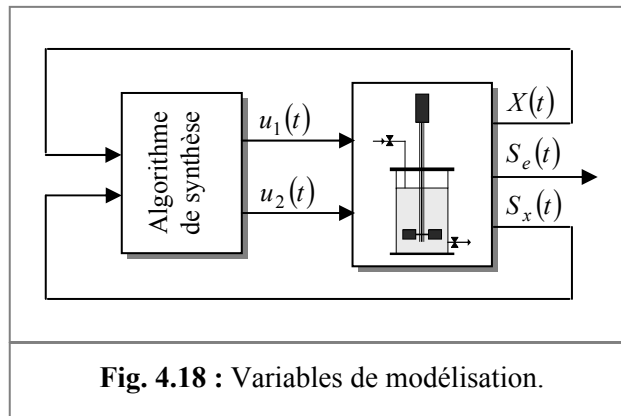 Algorithme
de synthèse
u₁(t)
u₂(t)
X(t)
Sₑ(t)
Sₓ(t)
Fig. 4.18 : Variables de modélisation.